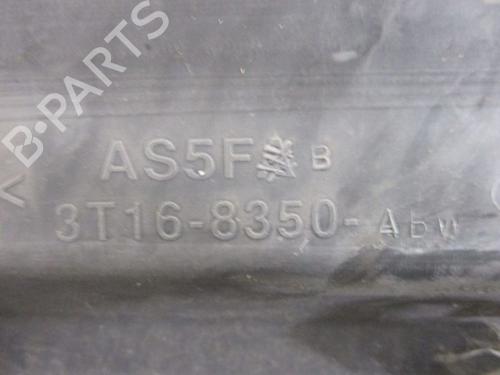 B-PARTS
AS5F B
3T16-8350-Abw
<